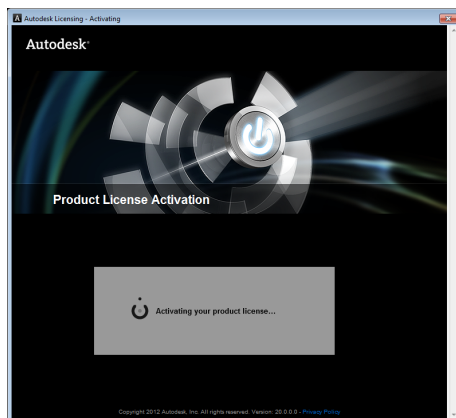 Autodesk Licensing - Activating
Autodesk®
Product License Activation
Activating your product license...
Copyright 2012 Autodesk, Inc. All rights reserved. Version: 20.0.0.0 - Privacy Policy